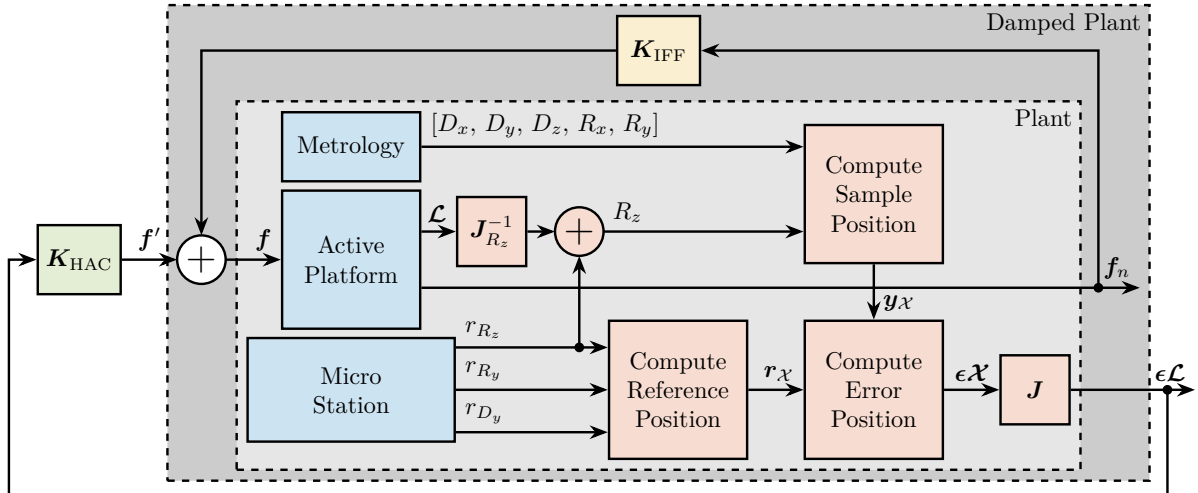 Damped Plant
K_IFF
Plant
Metrology
[D_x, D_y, D_z, R_x, R_y]
Compute
Sample
Position
Active
Platform
𝓛
J_{R_z}^{-1}
+
R_z
K_HAC
f′
+
f
f_n
y_𝒳
Micro
Station
r_{R_z}
r_{R_y}
r_{D_y}
Compute
Reference
Position
r_𝒳
Compute
Error
Position
ϵ𝒳
J
ϵ𝓛